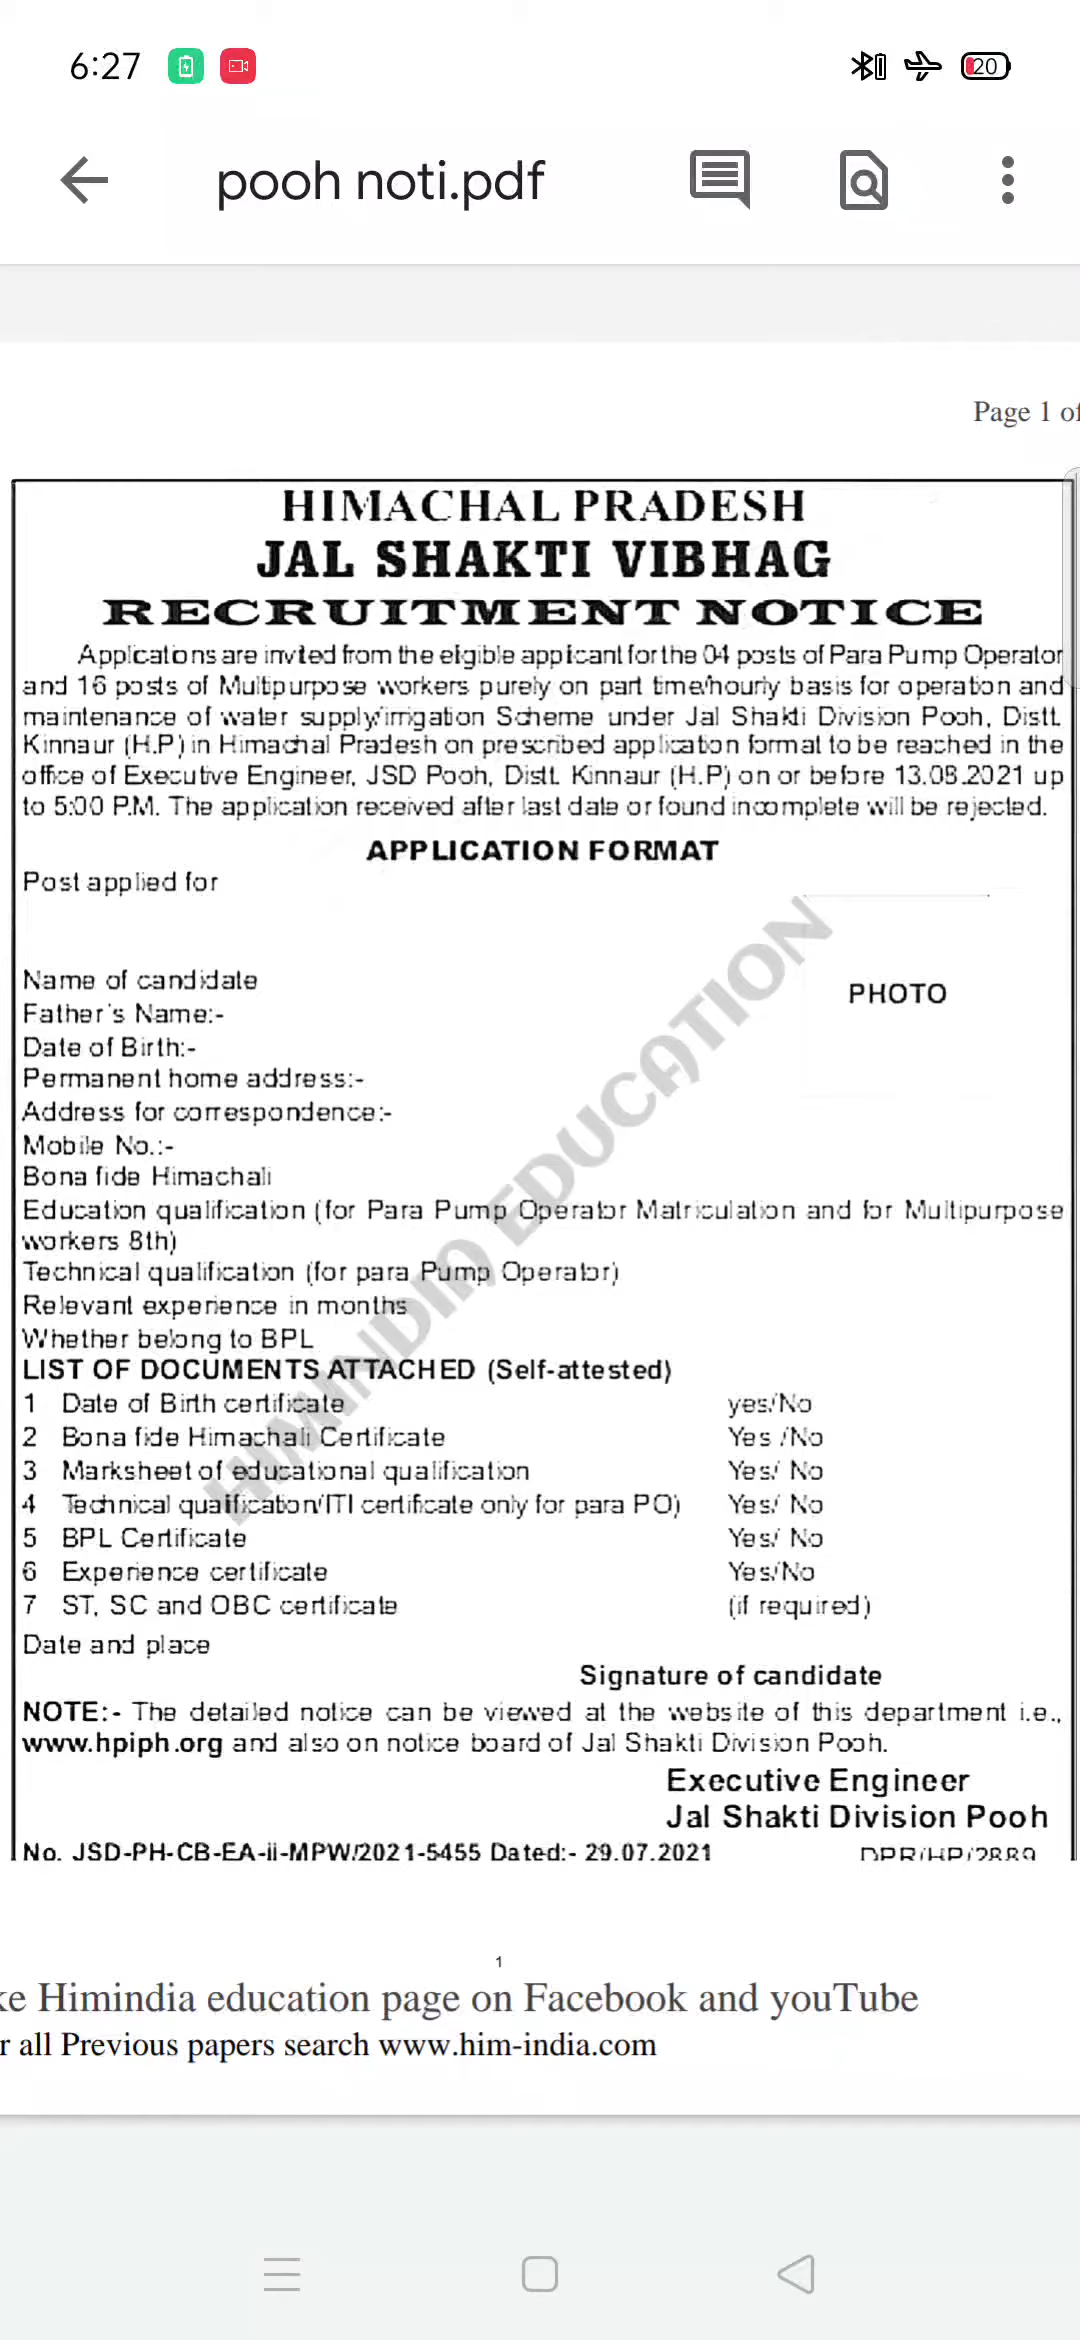 6:27
20
pooh noti.pdf
Page 1 of
HIMACHAL PRADESH
JAL SHAKTI VIBHAG
RECRUITMENT NOTICE
Applications are invited from the eligible applicant for the 04 posts of Para Pump Operator
and 16 posts of Multipurpose workers purely on part time/hourly basis for operation and
maintenance of water supply/irrigation Scheme under Jal Shakti Division Pooh, Distt.
Kinnaur (H.P) in Himachal Pradesh on prescribed application format to be reached in the
office of Executive Engineer, JSD Pooh, Distt. Kinnaur (H.P) on or before 13.08.2021 up
to 5:00 P.M. The application received after last date or found incomplete will be rejected.
APPLICATION FORMAT
Post applied for
PHOTO
Name of candidate
Father's Name:-
Date of Birth:-
Permanent home address:-
Address for correspondence:-
Mobile No.:-
Bona fide Himachali
Education qualification (for Para Pump Operator Matriculation and for Multipurpose
workers 8th)
Technical qualification (for para Pump Operator)
Relevant experience in months
Whether belong to BPL
LIST OF DOCUMENTS ATTACHED (Self-attested)
1 Date of Birth certificate yes/No
2 Bona fide Himachali Certificate Yes /No
3 Marksheet of educational qualification Yes/ No
4 Technical qualification/ITI certificate only for para PO) Yes/ No
5 BPL Certificate Yes/ No
6 Experience certificate Yes/No
7 ST, SC and OBC certificate (if required)
Date and place
Signature of candidate
NOTE:- The detailed notice can be viewed at the website of this department i.e.,
www.hpiph.org and also on notice board of Jal Shakti Division Pooh.
Executive Engineer
Jal Shakti Division Pooh
No. JSD-PH-CB-EA-ii-MPW/2021-5455 Dated:- 29.07.2021 DPR/HP/2889
HIMINDIA EDUCATION
1
ke Himindia education page on Facebook and youTube
r all Previous papers search www.him-india.com